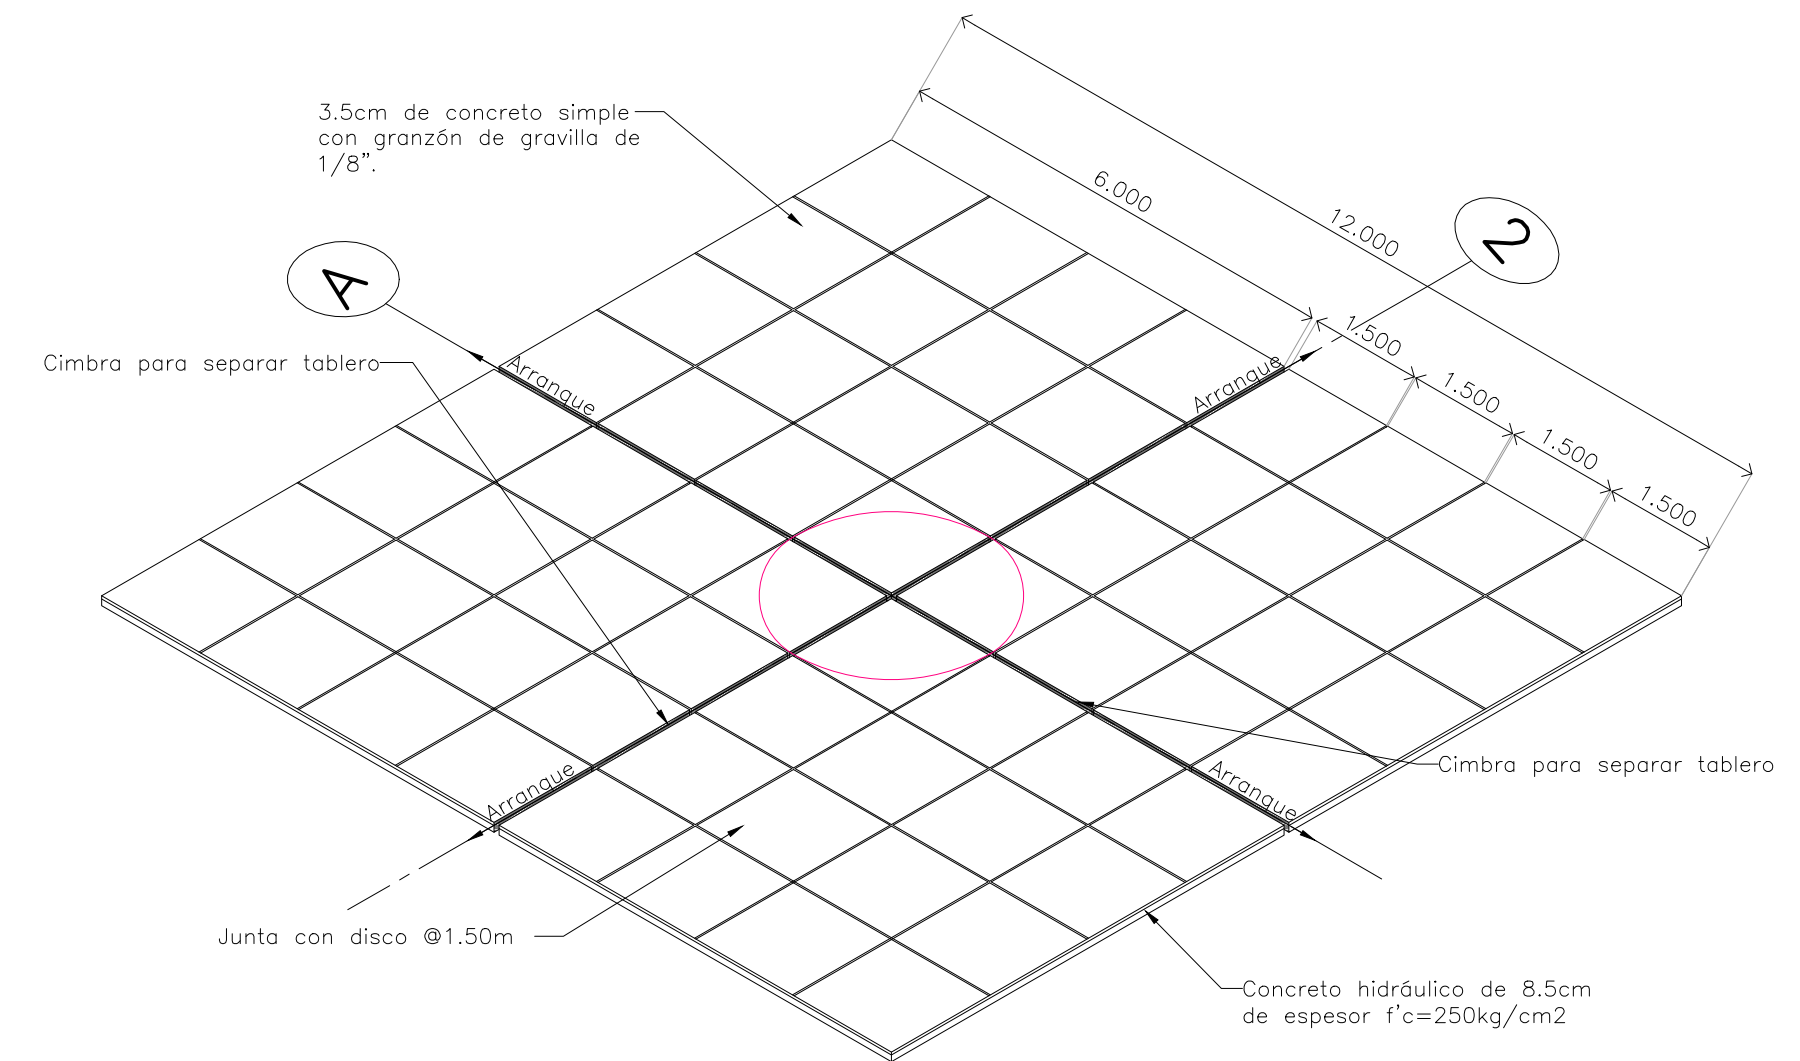 3.5cm de concreto simple
con granzón de gravilla de
1/8”.
6.000
12.000
2
A
1.500
1.500
1.500
1.500
Cimbra para separar tablero
Arranque
Arranque
Arranque
Arranque
Cimbra para separar tablero
Junta con disco @1.50m
Concreto hidráulico de 8.5cm
de espesor f'c=250kg/cm2